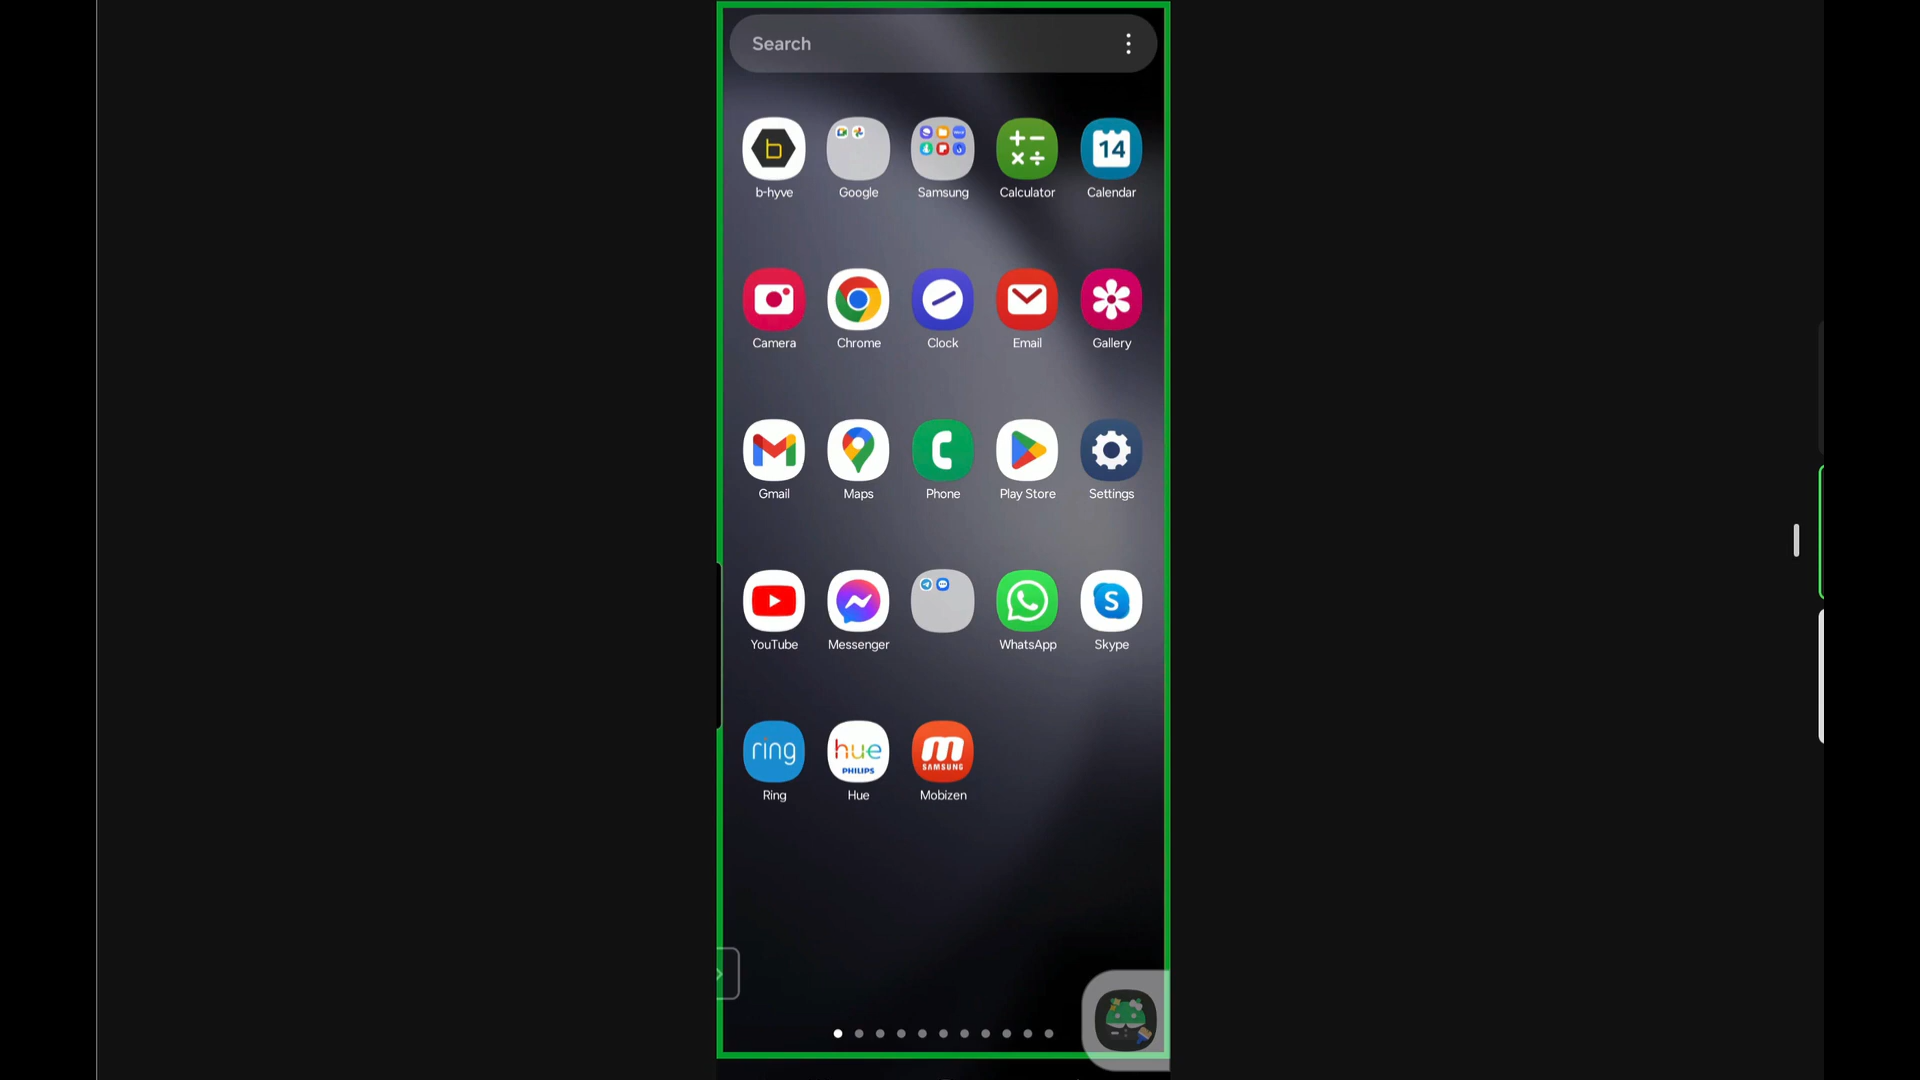 Search
b
14
b-hyve
Google
Samsung
Calculator
Calendar
Camera
Chrome
Clock
Email
Gallery
Gmail
Maps
Phone
Play Store
Settings
S
YouTube
Messenger
WhatsApp
Skype
ring
hue
PHILIPS
m
SAMSUNG
Ring
Hue
Mobizen